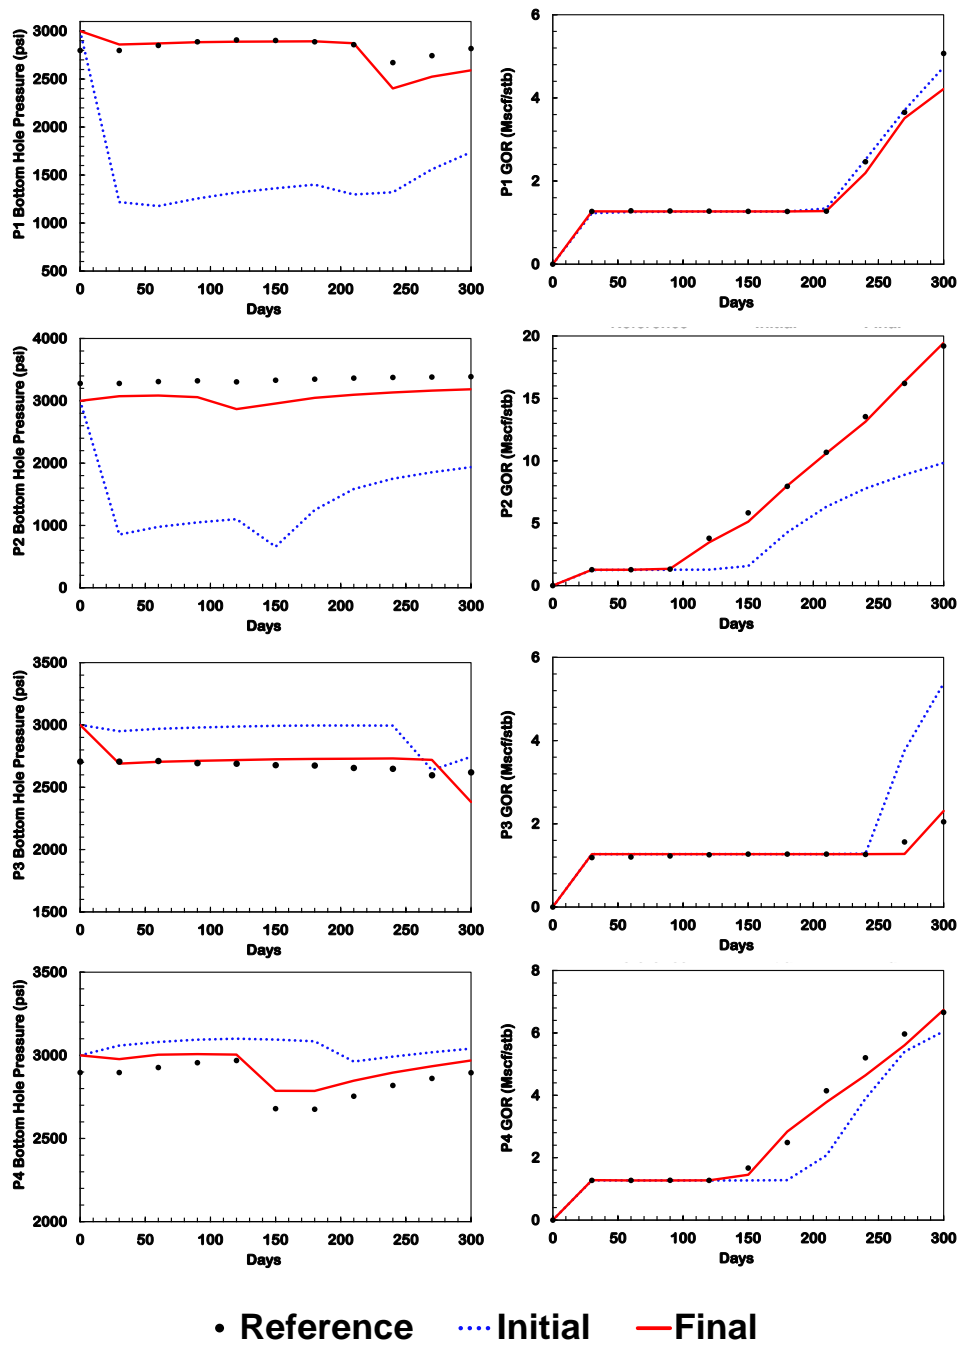 P1 Bottom Hole Pressure (psi)
3000
2500
2000
1500
1000
500
0 50 100 150 200 250 300
Days
P1 GOR (Mscf/stb)
6
4
2
0
0 50 100 150 200 250 300
Days
P2 Bottom Hole Pressure (psi)
4000
3000
2000
1000
0
0 50 100 150 200 250 300
Days
P2 GOR (Mscf/stb)
20
15
10
5
0
0 50 100 150 200 250 300
Days
P3 Bottom Hole Pressure (psi)
3500
3000
2500
2000
1500
0 50 100 150 200 250 300
Days
P3 GOR (Mscf/stb)
6
4
2
0
0 50 100 150 200 250 300
Days
P4 Bottom Hole Pressure (psi)
3500
3000
2500
2000
0 50 100 150 200 250 300
Days
P4 GOR (Mscf/stb)
8
6
4
2
0
0 50 100 150 200 250 300
Days
Reference Initial Final